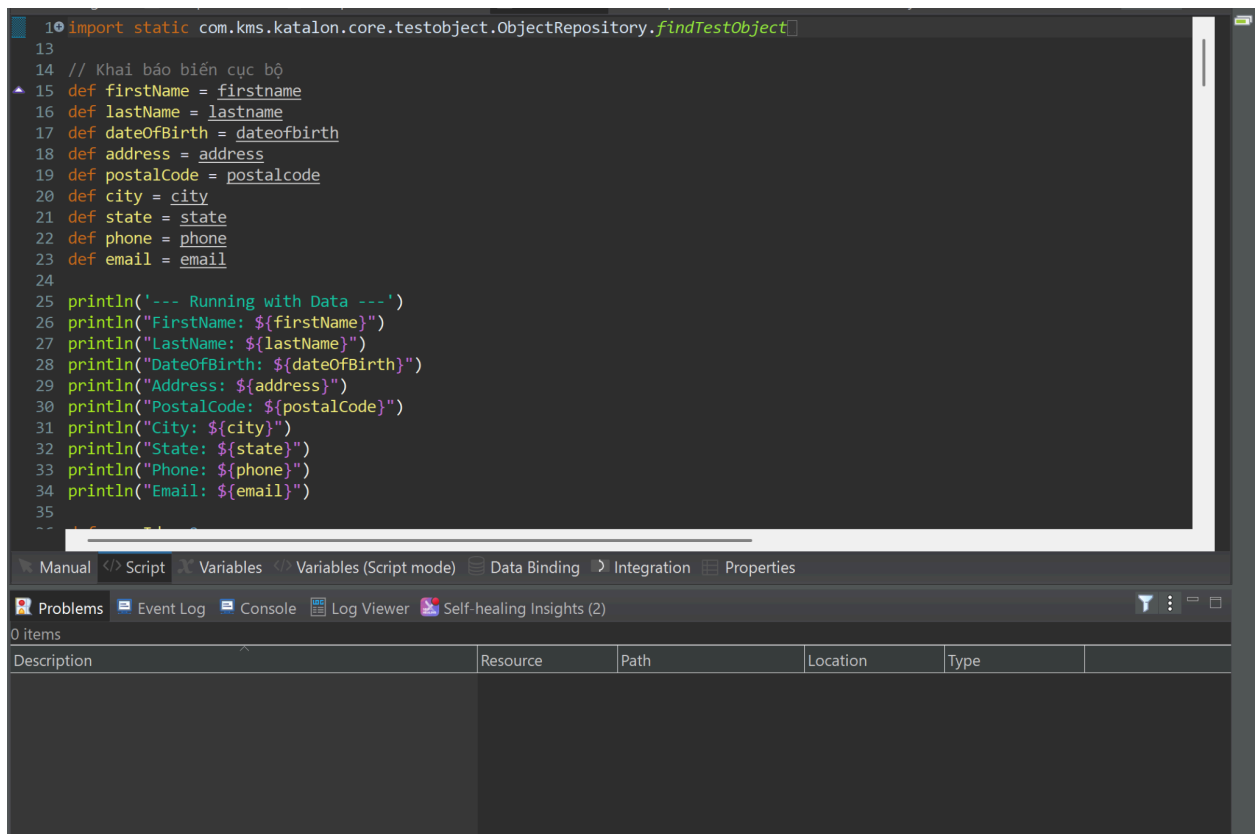 1 import static com.kms.katalon.core.testobject.ObjectRepository.findTestObject
13
14 // Khai báo biến cục bộ
15 def firstName = firstname
16 def lastName = lastname
17 def dateOfBirth = dateofbirth
18 def address = address
19 def postalCode = postalcode
20 def city = city
21 def state = state
22 def phone = phone
23 def email = email
24
25 println('--- Running with Data ---')
26 println("FirstName: ${firstName}")
27 println("LastName: ${lastName}")
28 println("DateOfBirth: ${dateOfBirth}")
29 println("Address: ${address}")
30 println("PostalCode: ${postalCode}")
31 println("City: ${city}")
32 println("State: ${state}")
33 println("Phone: ${phone}")
34 println("Email: ${email}")
35
Manual </> Script Variables </> Variables (Script mode) Data Binding Integration Properties
Problems Event Log Console Log Viewer Self-healing Insights (2)
0 items
Description Resource Path Location Type